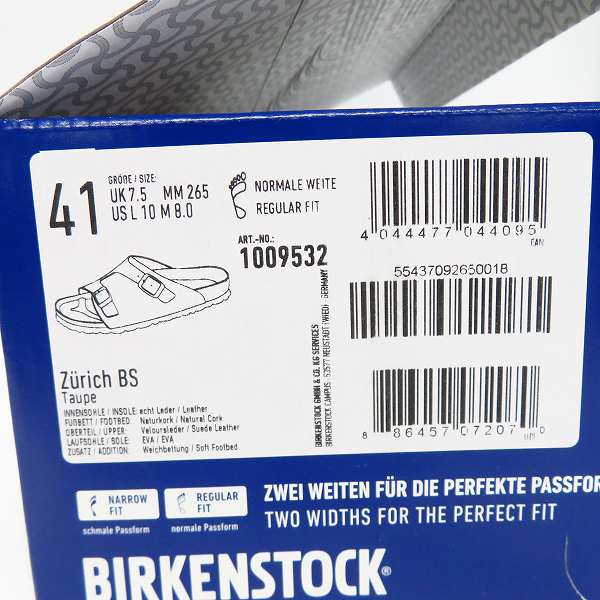 41
GRÖßE / SIZE:
UK 7.5 MM 265
US L 10 M 8.0
NORMALE WEITE
REGULAR FIT
ART.-NO.:
1009532
4 044477 044095
EAN
55437092650018
8 86457 07207 0
UPC
BIRKENSTOCK GMBH & CO. KG SERVICES
BIRKENSTOCK CAMPUS · 53577 NEUSTADT (WIED) · GERMANY
Zürich BS
Taupe
INNENSOHLE / INSOLE: echt Leder / Leather
FUßBETT / FOOTBED: Naturkork / Natural Cork
OBERTEIL / UPPER: Veloursleder / Suede Leather
LAUFSOHLE / SOLE: EVA / EVA
ZUSATZ / ADDITION: Weichbettung / Soft Footbed
NARROW FIT
schmale Passform
REGULAR FIT
normale Passform
ZWEI WEITEN FÜR DIE PERFEKTE PASSFOR
TWO WIDTHS FOR THE PERFECT FIT
BIRKENSTOCK®